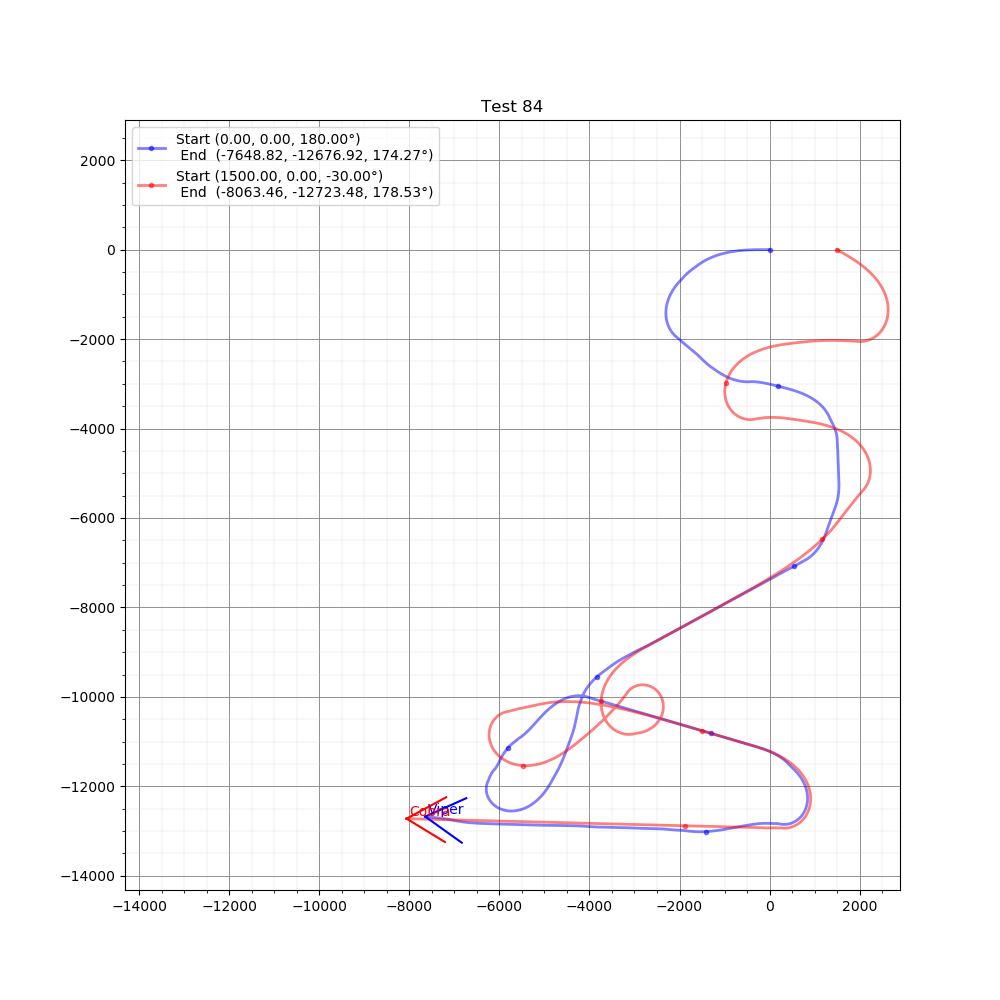 Test 84
Start (0.00, 0.00, 180.00°)
End  (-7648.82, -12676.92, 174.27°)
Start (1500.00, 0.00, -30.00°)
End  (-8063.46, -12723.48, 178.53°)
2000
0
−2000
−4000
−6000
−8000
−10000
−12000
−14000
Viper
−14000 −12000 −10000 −8000 −6000 −4000 −2000 0 2000